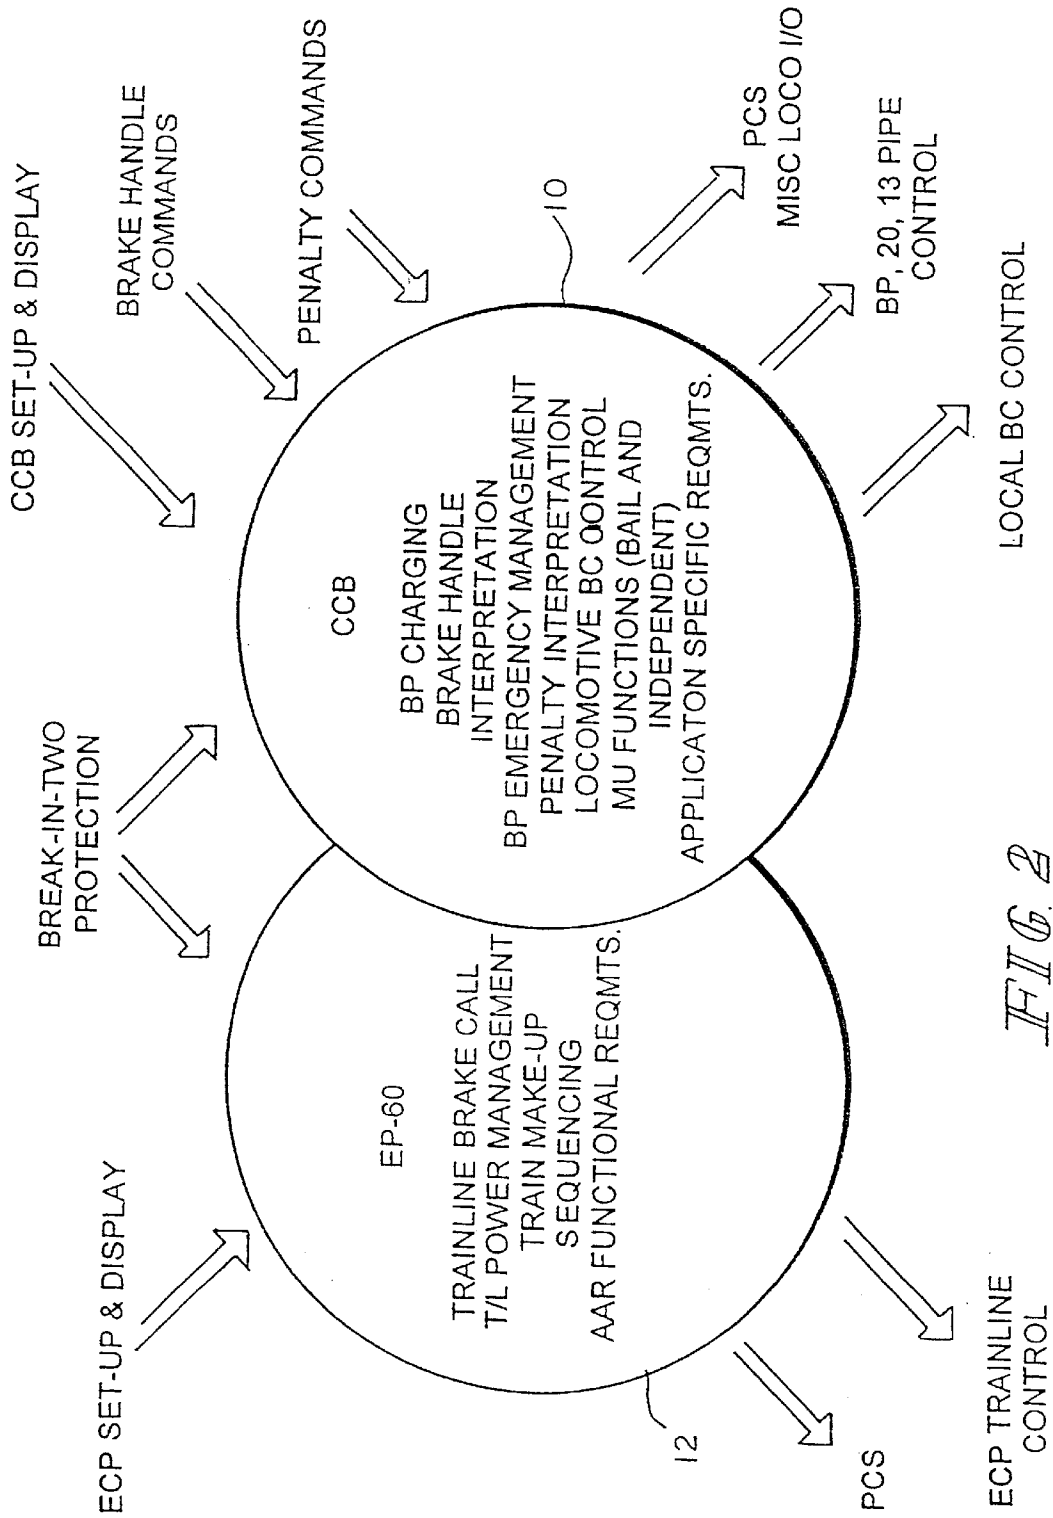 ECP SET-UP & DISPLAY
BREAK-IN-TWO
PROTECTION
CCB SET-UP & DISPLAY
BRAKE HANDLE
COMMANDS
PENALTY COMMANDS
EP-60
TRAINLINE BRAKE CALL
T/L POWER MANAGEMENT
TRAIN MAKE-UP
SEQUENCING
AAR FUNCTIONAL REQMTS.
CCB
BP CHARGING
BRAKE HANDLE
INTERPRETATION
BP EMERGENCY MANAGEMENT
PENALTY INTERPRETATION
LOCOMOTIVE BC CONTROL
MU FUNCTIONS (BAIL AND
INDEPENDENT)
APPLICATON SPECIFIC REQMTS.
10
12
PCS
ECP TRAINLINE
CONTROL
LOCAL BC CONTROL
BP, 20, 13 PIPE
CONTROL
PCS
MISC LOCO I/O
FIG. 2